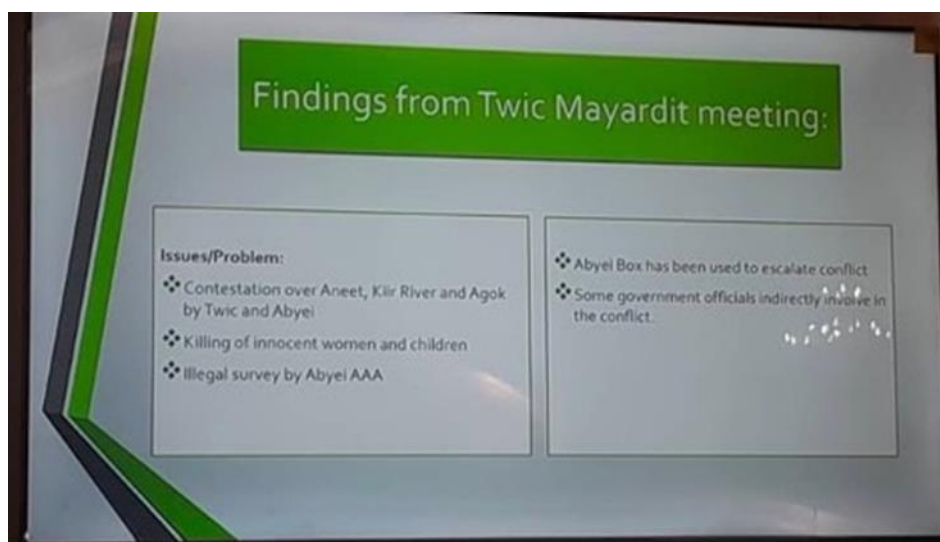 Findings from Twic Mayardit meeting:
Issues/Problem:
❖ Contestation over Aneet, Kiir River and Agok
by Twic and Abyei
❖ Killing of innocent women and children
❖ Illegal survey by Abyei AAA
❖ Abyei Box has been used to escalate conflict
❖ Some government officials indirectly involve in
the conflict.